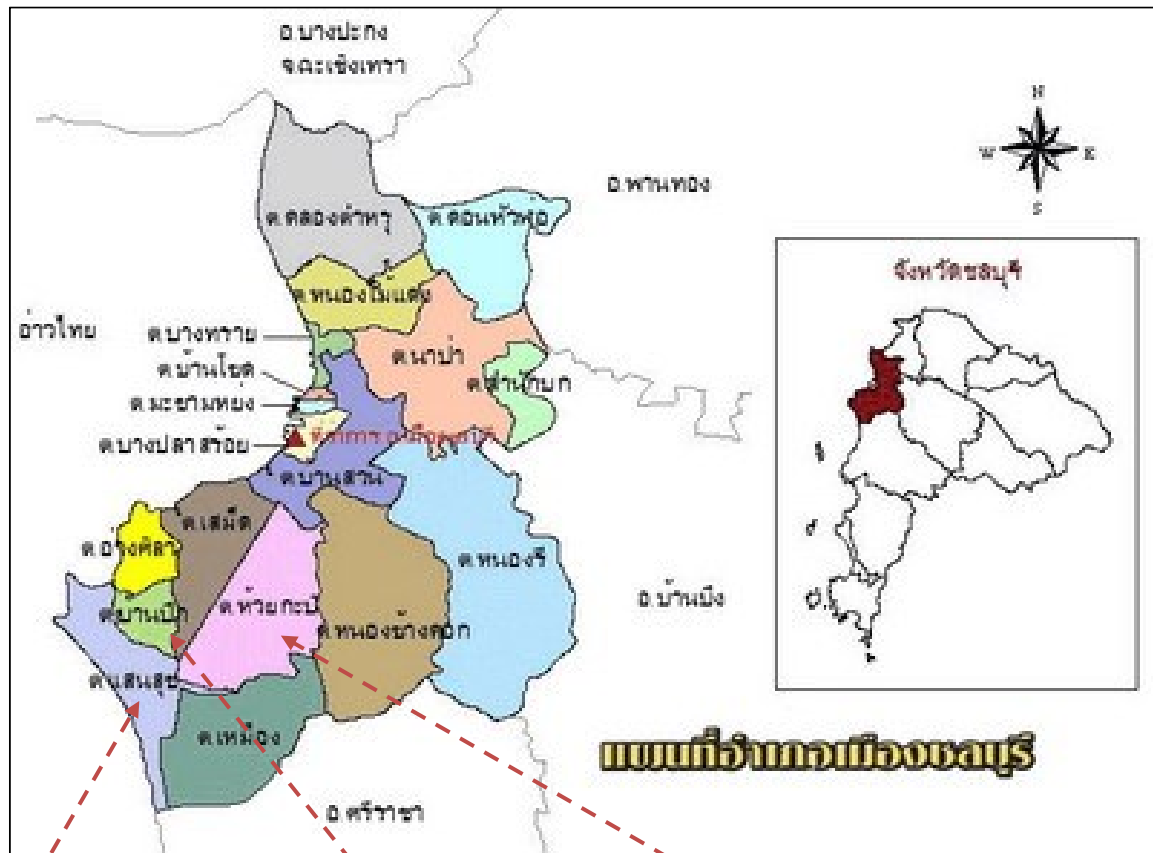 อ.บางปะกง
จ.ฉะเชิงเทรา
N
W E
S
อ.พานทอง
ต.คลองตำหรุ
ต.ดอนหัวฬ่อ
จังหวัดชลบุรี
ต.หนองไม้แดง
อ่าวไทย
ต.บางทราย
ต.นาป่า
ต.บ้านโขด
ต.สำนักบก
ต.มะขามหย่ง
ต.บางปลาสร้อย
ต.บ้านสวน
ต.เสม็ด
ต.อ่างศิลา
ต.หนองรี
ต.บ้านปึก
ต.ห้วยกะปิ
อ.บ้านบึง
ต.หนองข้างคอก
ต.แสนสุข
ต.เหมือง
แผนที่อำเภอเมืองชลบุรี
อ.ศรีราชา